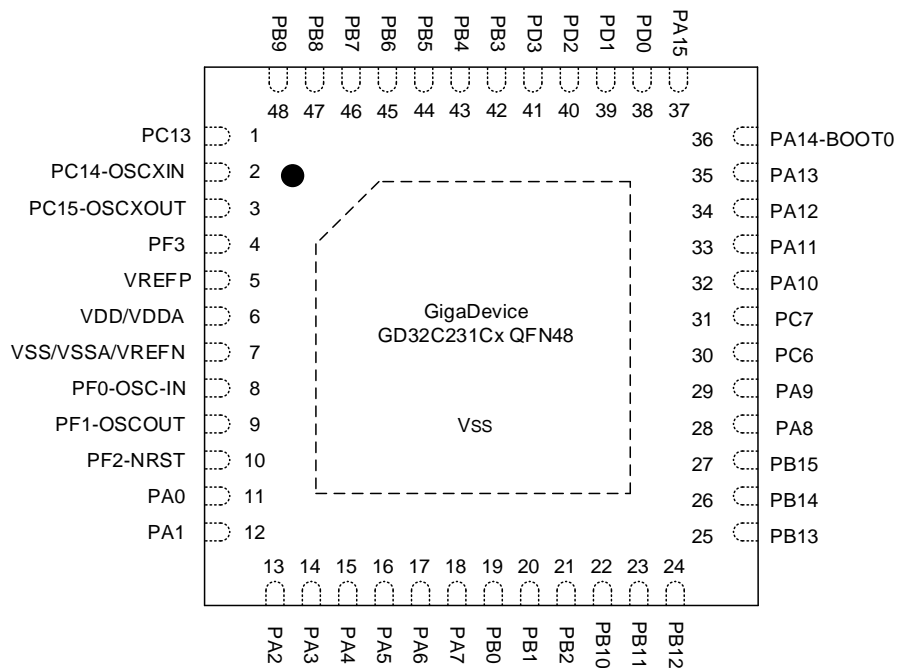 PB9 PB8 PB7 PB6 PB5 PB4 PB3 PD3 PD2 PD1 PD0 PA15
48 47 46 45 44 43 42 41 40 39 38 37
PC13 1
PC14-OSCXIN 2
PC15-OSCXOUT 3
PF3 4
VREFP 5
VDD/VDDA 6
VSS/VSSA/VREFN 7
PF0-OSC-IN 8
PF1-OSCOUT 9
PF2-NRST 10
PA0 11
PA1 12
GigaDevice
GD32C231Cx QFN48
VSS
36 PA14-BOOT0
35 PA13
34 PA12
33 PA11
32 PA10
31 PC7
30 PC6
29 PA9
28 PA8
27 PB15
26 PB14
25 PB13
13 14 15 16 17 18 19 20 21 22 23 24
PA2 PA3 PA4 PA5 PA6 PA7 PB0 PB1 PB2 PB10 PB11 PB12